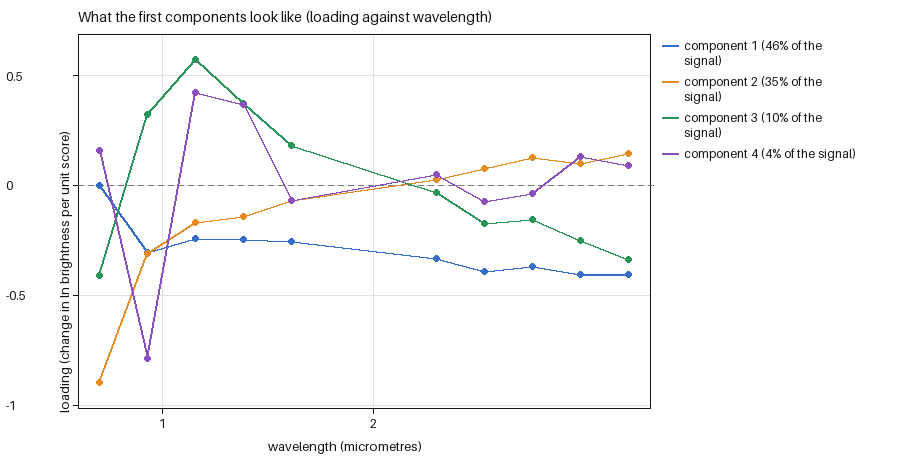 What the first components look like (loading against wavelength)
component 1 (46% of the
signal)
component 2 (35% of the
signal)
component 3 (10% of the
signal)
component 4 (4% of the signal)
loading (change in ln brightness per unit score)
0.5
0
-0.5
-1
1
2
wavelength (micrometres)